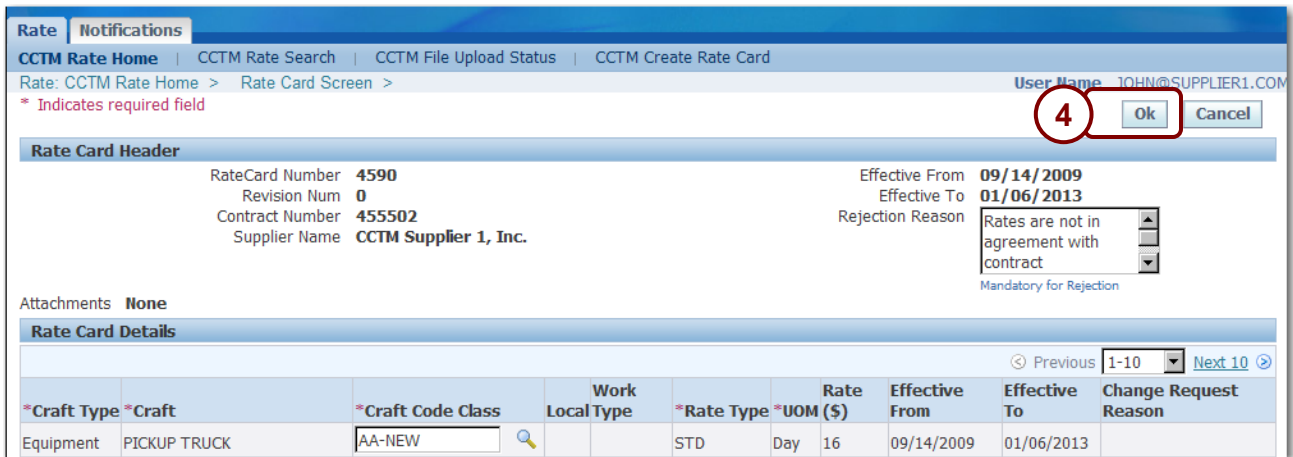 Rate Notifications
CCTM Rate Home | CCTM Rate Search | CCTM File Upload Status | CCTM Create Rate Card
Rate: CCTM Rate Home > Rate Card Screen > User Name JOHN@SUPPLIER1.COM
* Indicates required field
4 Ok Cancel
Rate Card Header
RateCard Number 4590
Revision Num 0
Contract Number 455502
Supplier Name CCTM Supplier 1, Inc.
Effective From 09/14/2009
Effective To 01/06/2013
Rejection Reason Rates are not in
agreement with
contract
Mandatory for Rejection
Attachments None
Rate Card Details
Previous 1-10 Next 10
*Craft Type *Craft *Craft Code Class Local Work Type *Rate Type *UOM Rate ($) Effective From Effective To Change Request Reason
Equipment PICKUP TRUCK AA-NEW STD Day 16 09/14/2009 01/06/2013